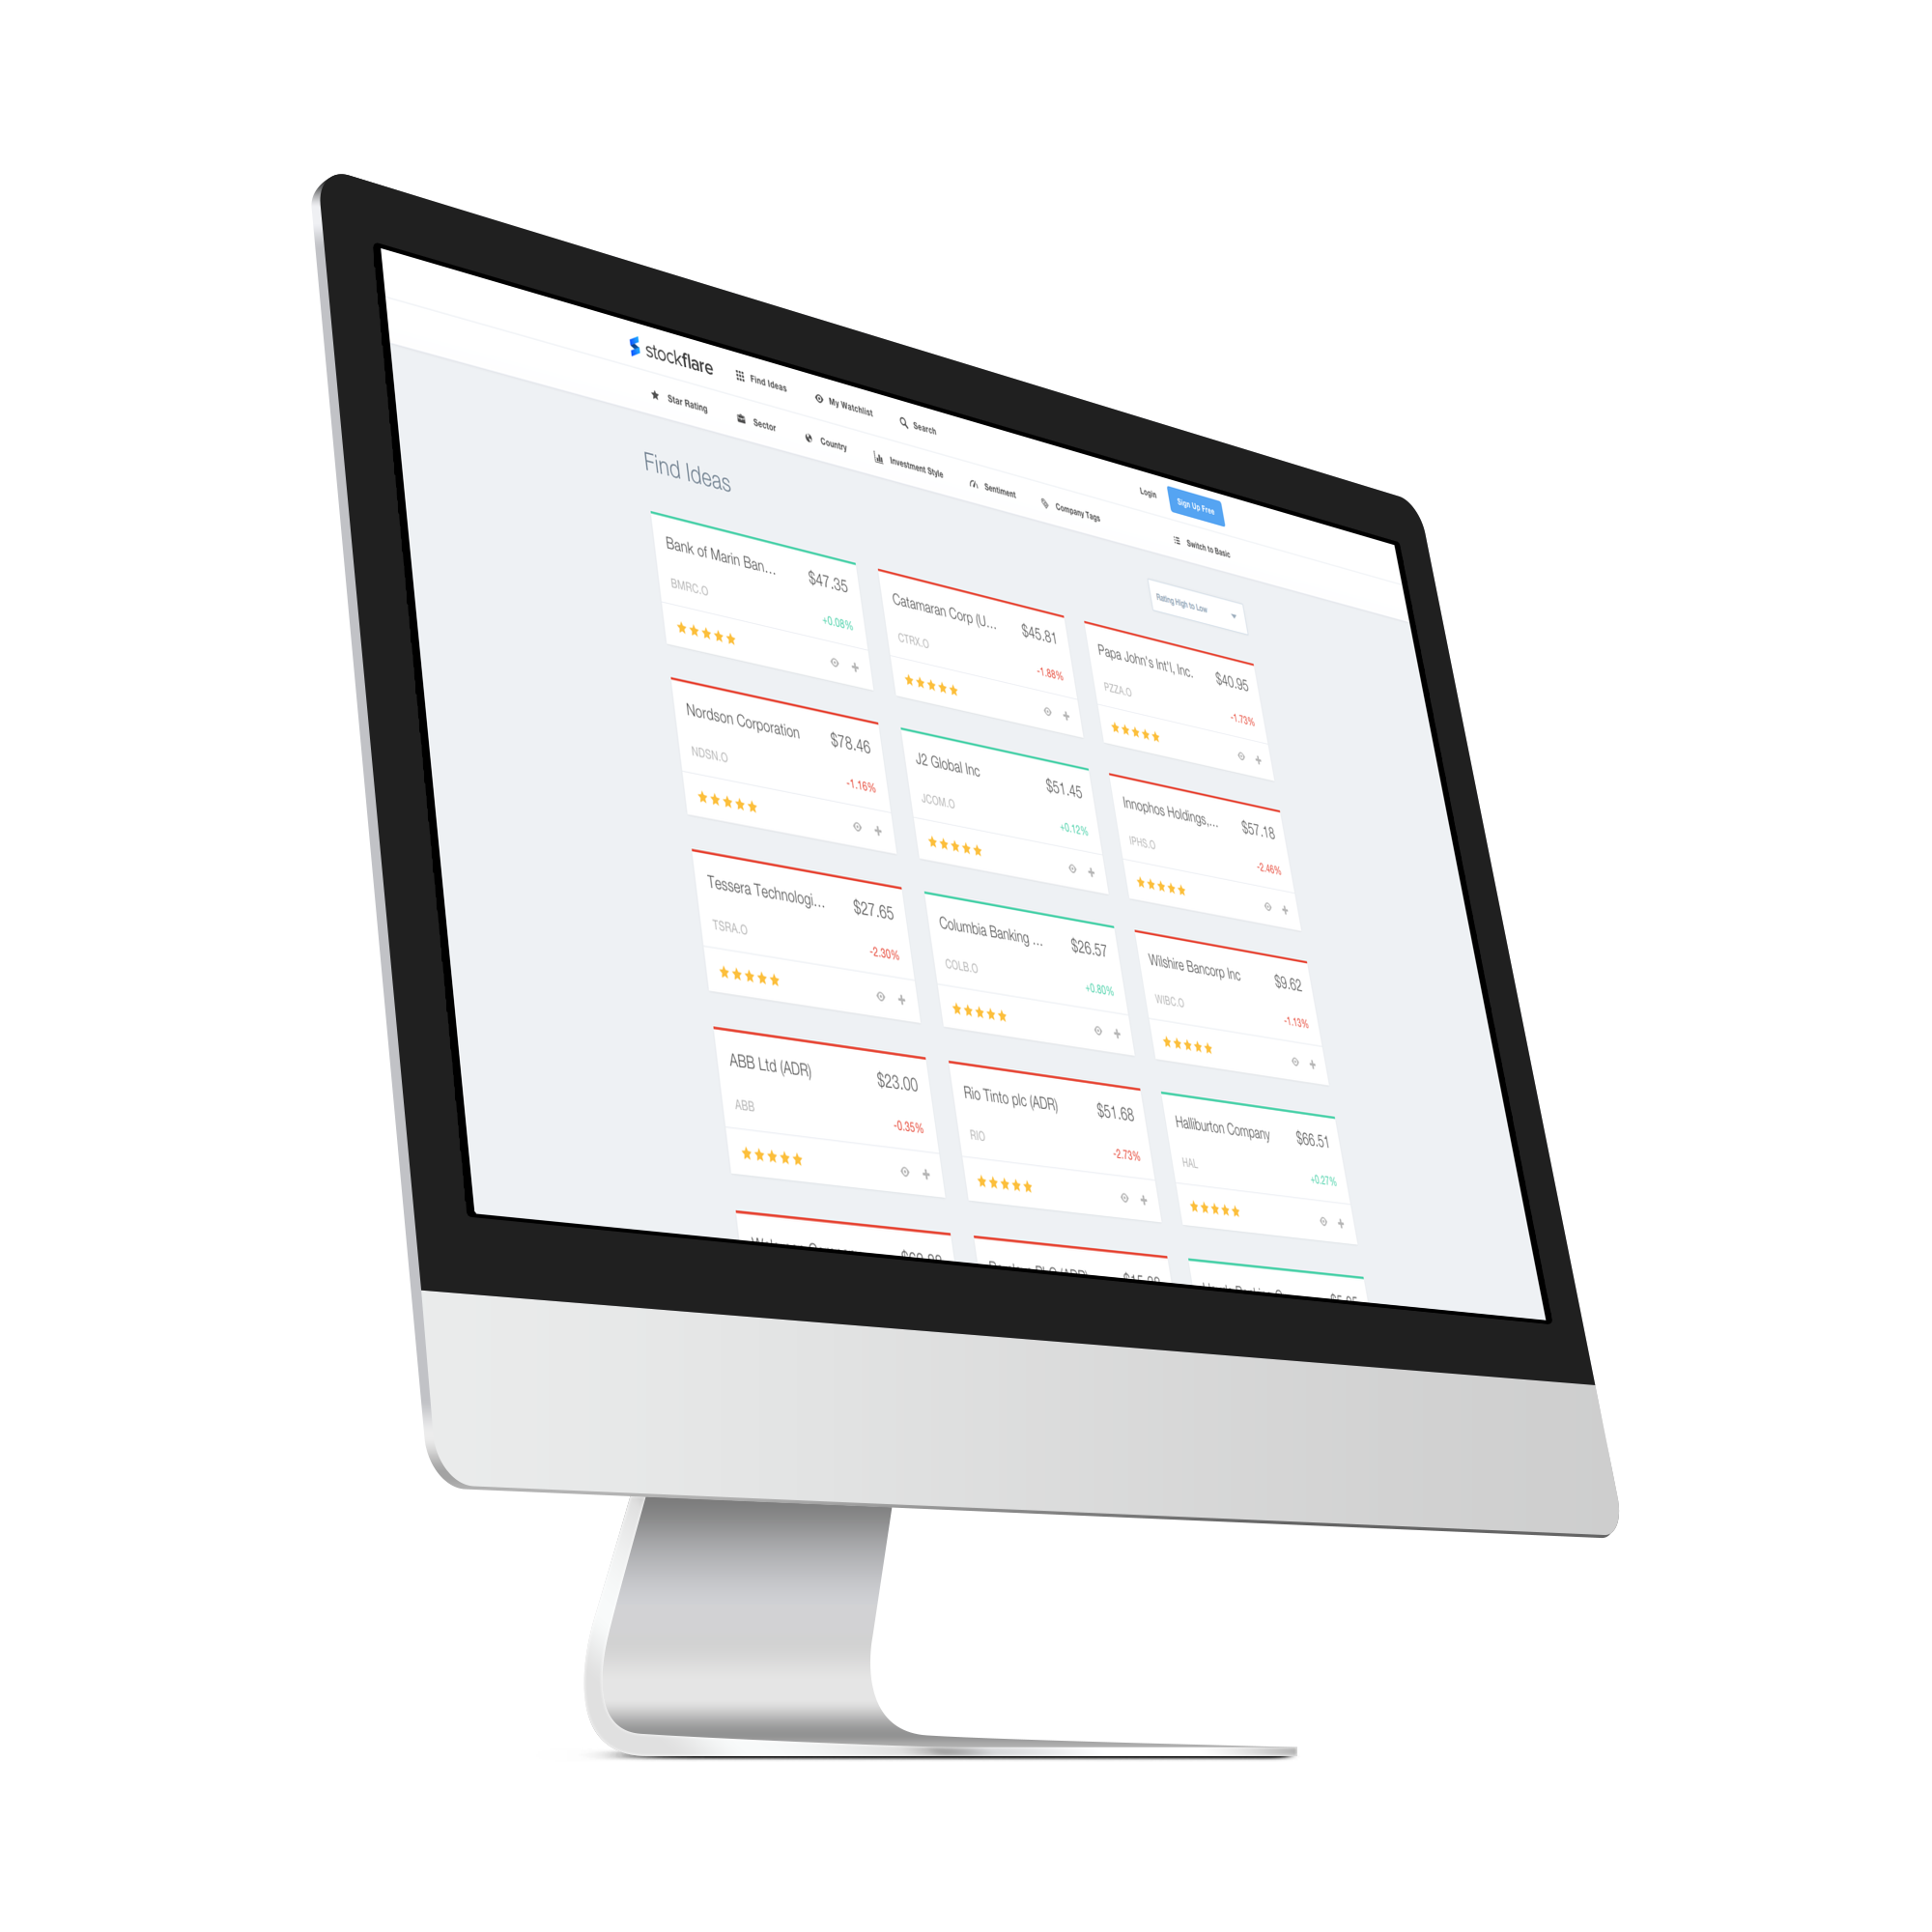 stockflare
Find Ideas
My Watchlist
Search
Login
Sign Up Free
Star Rating
Sector
Country
Investment Style
Sentiment
Company Tags
Switch to Basic
Find Ideas
Rating High to Low
Bank of Marin Ban... $47.35
BMRC.O +0.08%
Catamaran Corp (U... $45.81
CTRX.O -1.88%
Papa John's Int'l, Inc. $40.95
PZZA.O -1.73%
Nordson Corporation $78.46
NDSN.O -1.16%
J2 Global Inc $51.45
JCOM.O +0.12%
Innophos Holdings,... $57.18
IPHS.O -2.46%
Tessera Technologi... $27.65
TSRA.O -2.30%
Columbia Banking ... $26.57
COLB.O +0.80%
Wilshire Bancorp Inc $9.62
WIBC.O -1.13%
ABB Ltd (ADR) $23.00
ABB -0.35%
Rio Tinto plc (ADR) $51.68
RIO -2.73%
Halliburton Company $66.51
HAL +0.27%